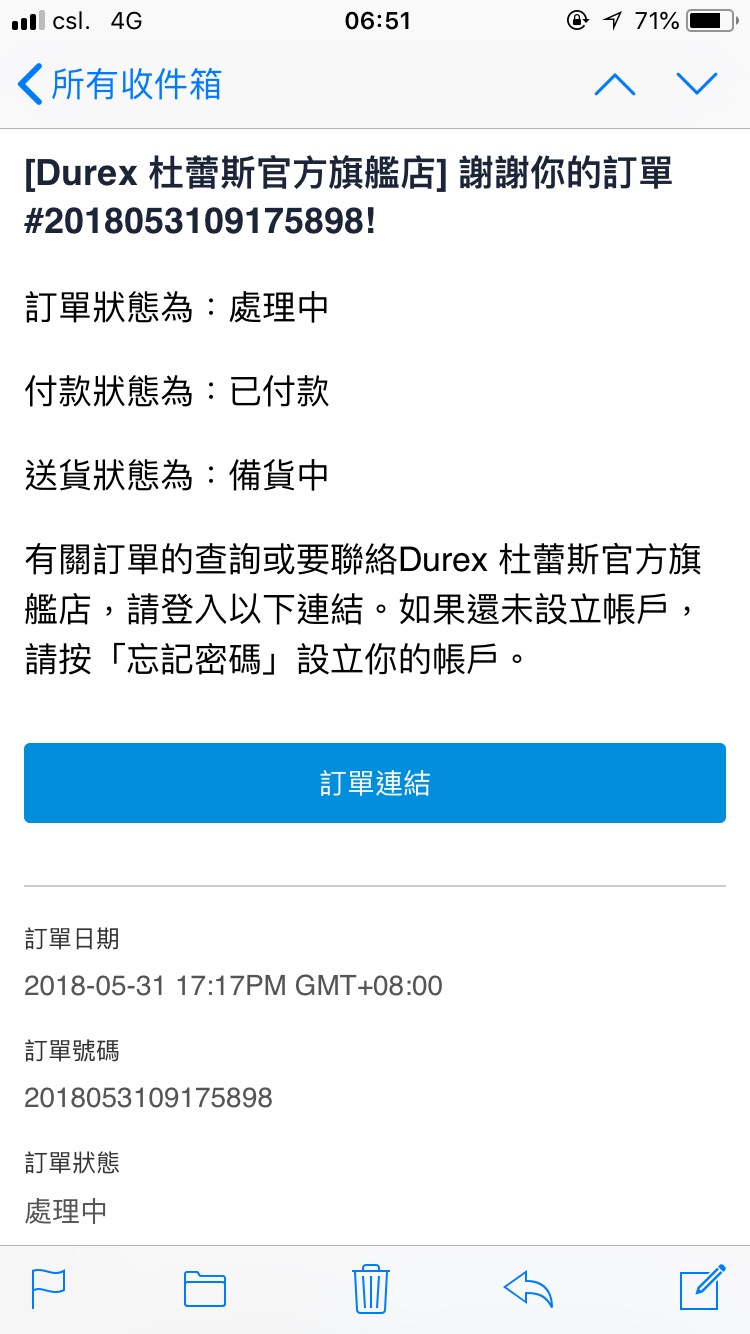 csl. 4G 06:51 71%
所有收件箱
[Durex 杜蕾斯官方旗艦店] 謝謝你的訂單
#2018053109175898!
訂單狀態為：處理中
付款狀態為：已付款
送貨狀態為：備貨中
有關訂單的查詢或要聯絡Durex 杜蕾斯官方旗
艦店，請登入以下連結。如果還未設立帳戶，
請按「忘記密碼」設立你的帳戶。
訂單連結
訂單日期
2018-05-31 17:17PM GMT+08:00
訂單號碼
2018053109175898
訂單狀態
處理中